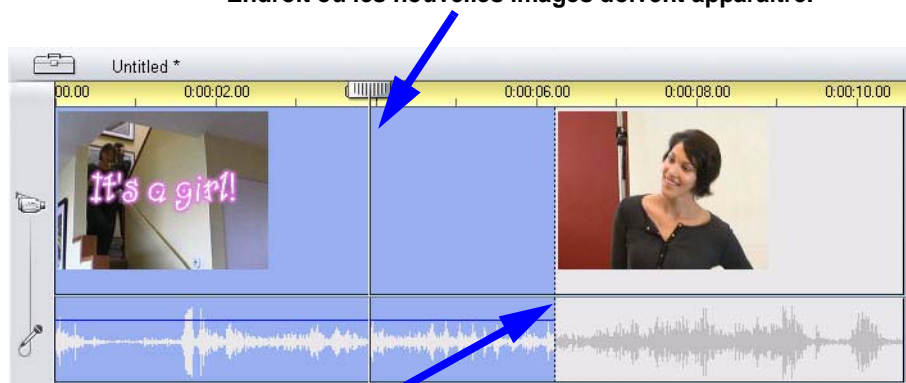 Endroit où les nouvelles images doivent apparaître.
Untitled *
00.00 0:00:02.00 0:00:06.00 0:00:08.00 0:00:10.00
It's a girl!